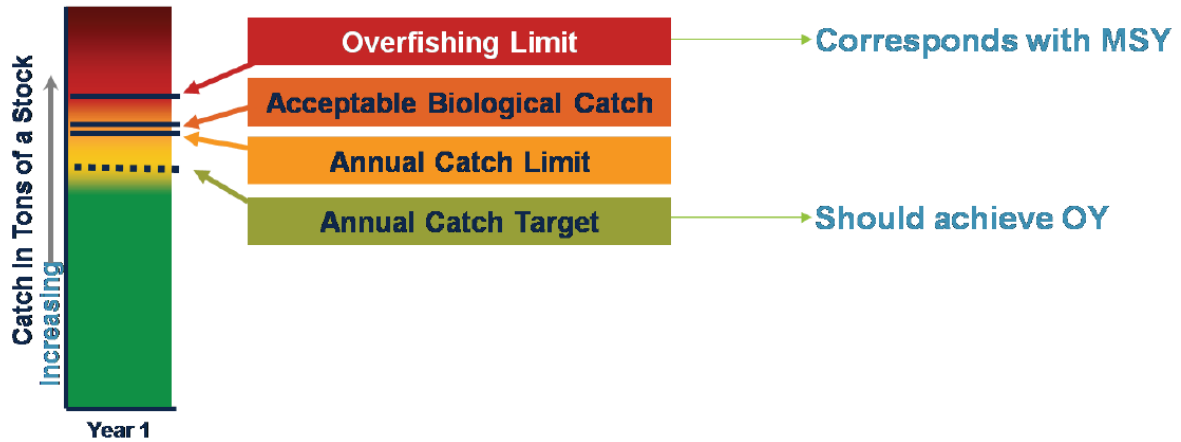 Catch In Tons of a Stock
Increasing
Overfishing Limit
Corresponds with MSY
Acceptable Biological Catch
Annual Catch Limit
Annual Catch Target
Should achieve OY
Year 1